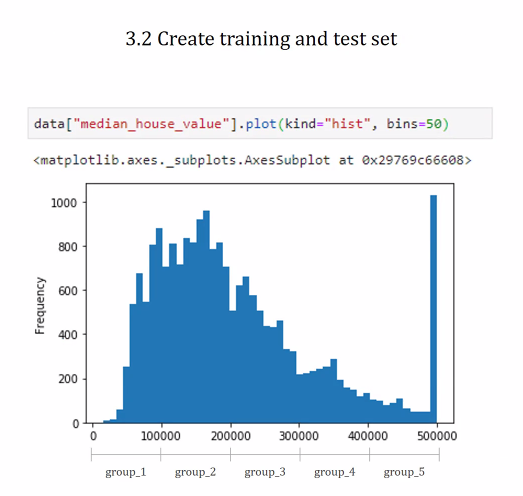 3.2 Create training and test set
data["median_house_value"].plot(kind="hist", bins=50)
<matplotlib.axes._subplots.AxesSubplot at 0x29769c66608>
1000
800
600
400
200
0
Frequency
0 100000 200000 300000 400000 500000
group_1 group_2 group_3 group_4 group_5